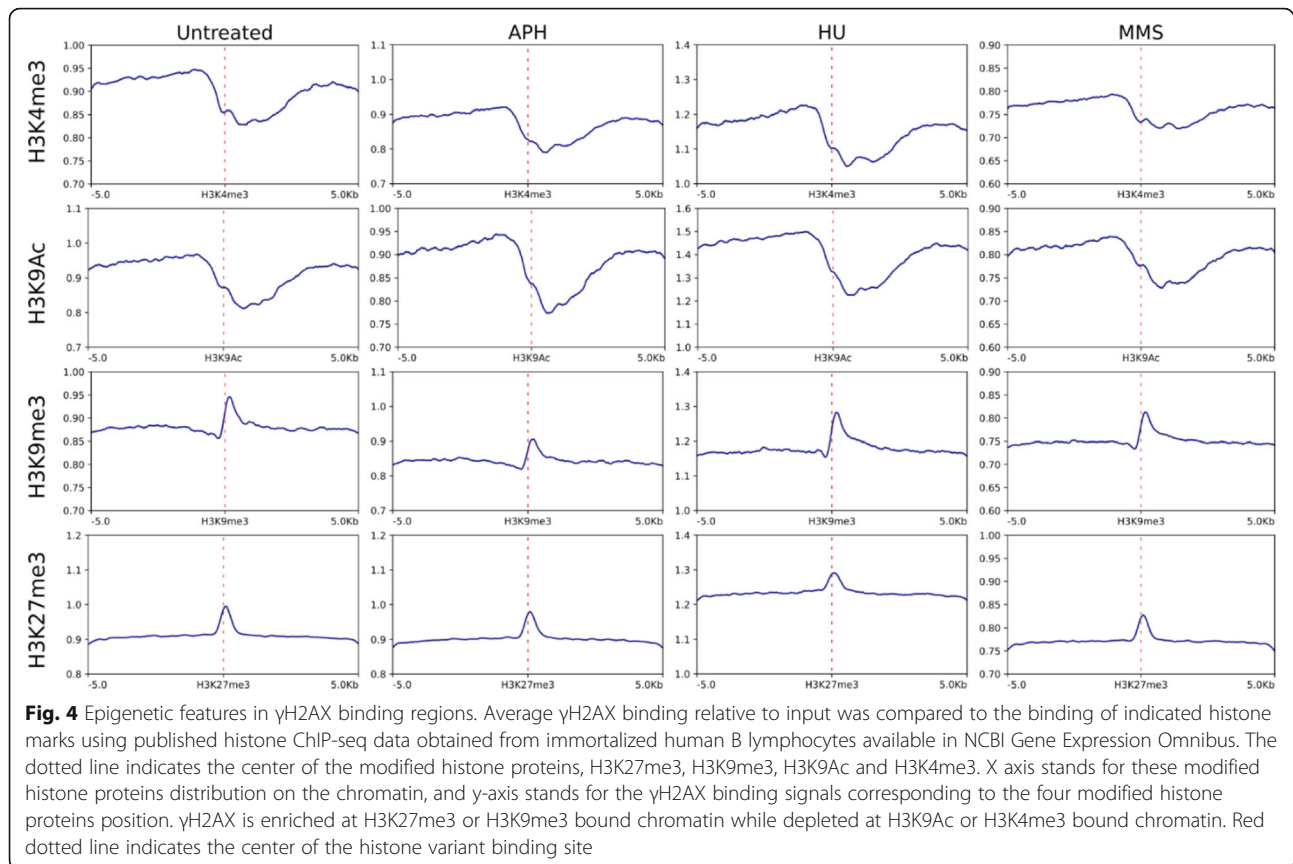 Untreated APH HU MMS
H3K4me3
1.00 1.1 1.4 0.90
0.95 1.0 1.3 0.85
0.90 0.9 1.2 0.80
0.85 0.8 1.1 0.75
0.80 0.7 1.0 0.70
0.75 0.65
0.70 0.60
-5.0 H3K4me3 5.0Kb -5.0 H3K4me3 5.0Kb -5.0 H3K4me3 5.0Kb -5.0 H3K4me3 5.0Kb
H3K9Ac
1.1 1.00 1.6 0.90
1.0 0.95 1.5 0.85
0.9 0.90 1.4 0.80
0.8 0.85 1.3 0.75
0.7 0.80 1.2 0.70
0.75 1.1 0.65
0.70 1.0 0.60
-5.0 H3K9Ac 5.0Kb -5.0 H3K9Ac 5.0Kb -5.0 H3K9Ac 5.0Kb -5.0 H3K9Ac 5.0Kb
H3K9me3
1.00 1.1 1.4 0.90
0.95 1.0 1.3 0.85
0.90 0.9 1.2 0.80
0.85 0.8 1.1 0.75
0.80 0.7 1.0 0.70
0.75 0.65
0.70 0.60
-5.0 H3K9me3 5.0Kb -5.0 H3K9me3 5.0Kb -5.0 H3K9me3 5.0Kb -5.0 H3K9me3 5.0Kb
H3K27me3
1.2 1.2 1.4 1.00
1.1 1.1 1.3 0.95
1.0 1.0 1.2 0.90
0.9 0.9 1.1 0.85
0.8 0.8 1.0 0.80
0.75
0.70
-5.0 H3K27me3 5.0Kb -5.0 H3K27me3 5.0Kb -5.0 H3K27me3 5.0Kb -5.0 H3K27me3 5.0Kb
Fig. 4 Epigenetic features in γH2AX binding regions. Average γH2AX binding relative to input was compared to the binding of indicated histone
marks using published histone ChIP-seq data obtained from immortalized human B lymphocytes available in NCBI Gene Expression Omnibus. The
dotted line indicates the center of the modified histone proteins, H3K27me3, H3K9me3, H3K9Ac and H3K4me3. X axis stands for these modified
histone proteins distribution on the chromatin, and y-axis stands for the γH2AX binding signals corresponding to the four modified histone
proteins position. γH2AX is enriched at H3K27me3 or H3K9me3 bound chromatin while depleted at H3K9Ac or H3K4me3 bound chromatin. Red
dotted line indicates the center of the histone variant binding site